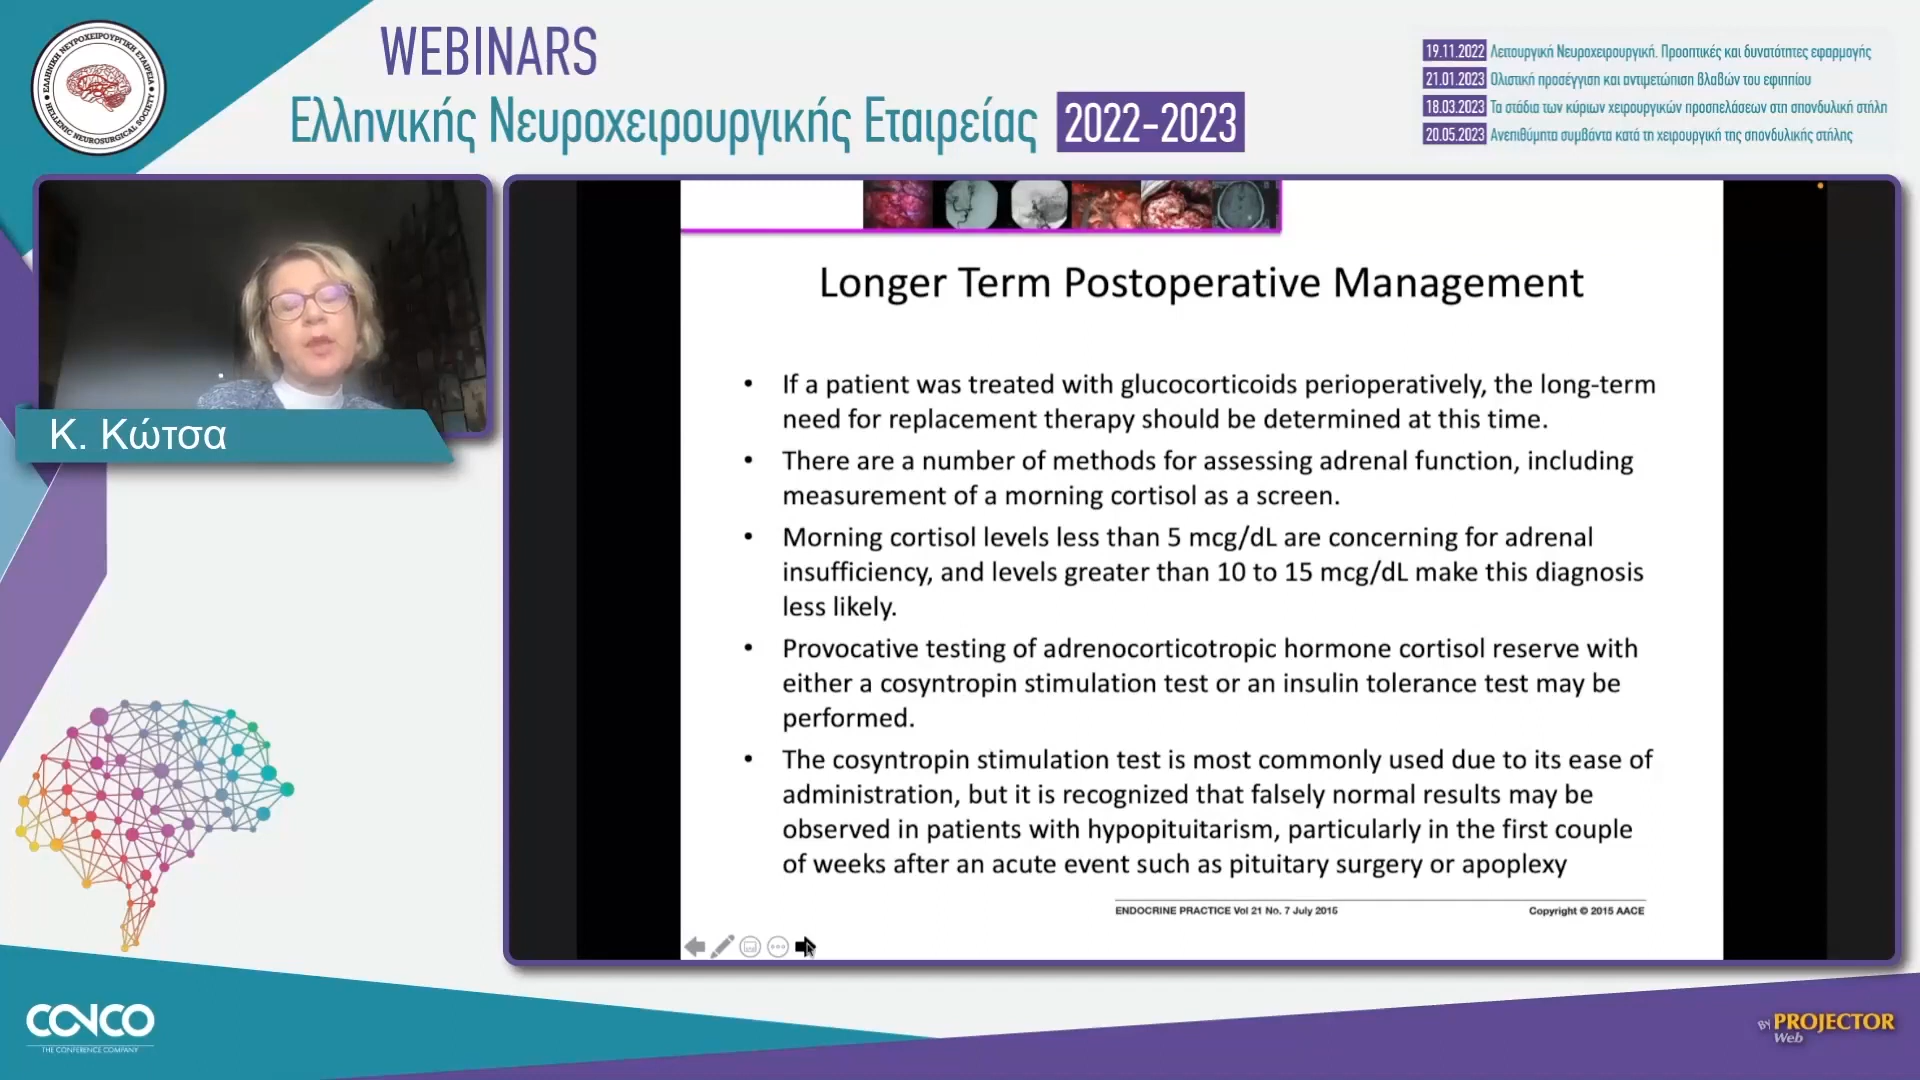 WEBINARS
Ελληνικής Νευροχειρουργικής Εταιρείας 2022-2023
ΕΛΛΗΝΙΚΗ ΝΕΥΡΟΧΕΙΡΟΥΡΓΙΚΗ ΕΤΑΙΡΕΙΑ
HELLENIC NEUROSURGICAL SOCIETY
19.11.2022 Λειτουργική Νευροχειρουργική. Προοπτικές και δυνατότητες εφαρμογής
21.01.2023 Ολιστική προσέγγιση και αντιμετώπιση βλαβών του εφιππίου
18.03.2023 Τα στάδια των κύριων χειρουργικών προσπελάσεων στη σπονδυλική στήλη
20.05.2023 Ανεπιθύμητα συμβάντα κατά τη χειρουργική της σπονδυλικής στήλης
Κ. Κώτσα
Longer Term Postoperative Management
• If a patient was treated with glucocorticoids perioperatively, the long-term
need for replacement therapy should be determined at this time.
• There are a number of methods for assessing adrenal function, including
measurement of a morning cortisol as a screen.
• Morning cortisol levels less than 5 mcg/dL are concerning for adrenal
insufficiency, and levels greater than 10 to 15 mcg/dL make this diagnosis
less likely.
• Provocative testing of adrenocorticotropic hormone cortisol reserve with
either a cosyntropin stimulation test or an insulin tolerance test may be
performed.
• The cosyntropin stimulation test is most commonly used due to its ease of
administration, but it is recognized that falsely normal results may be
observed in patients with hypopituitarism, particularly in the first couple
of weeks after an acute event such as pituitary surgery or apoplexy
ENDOCRINE PRACTICE Vol 21 No. 7 July 2015
Copyright © 2015 AACE
CONCO
THE CONFERENCE COMPANY
By PROJECTOR
Web